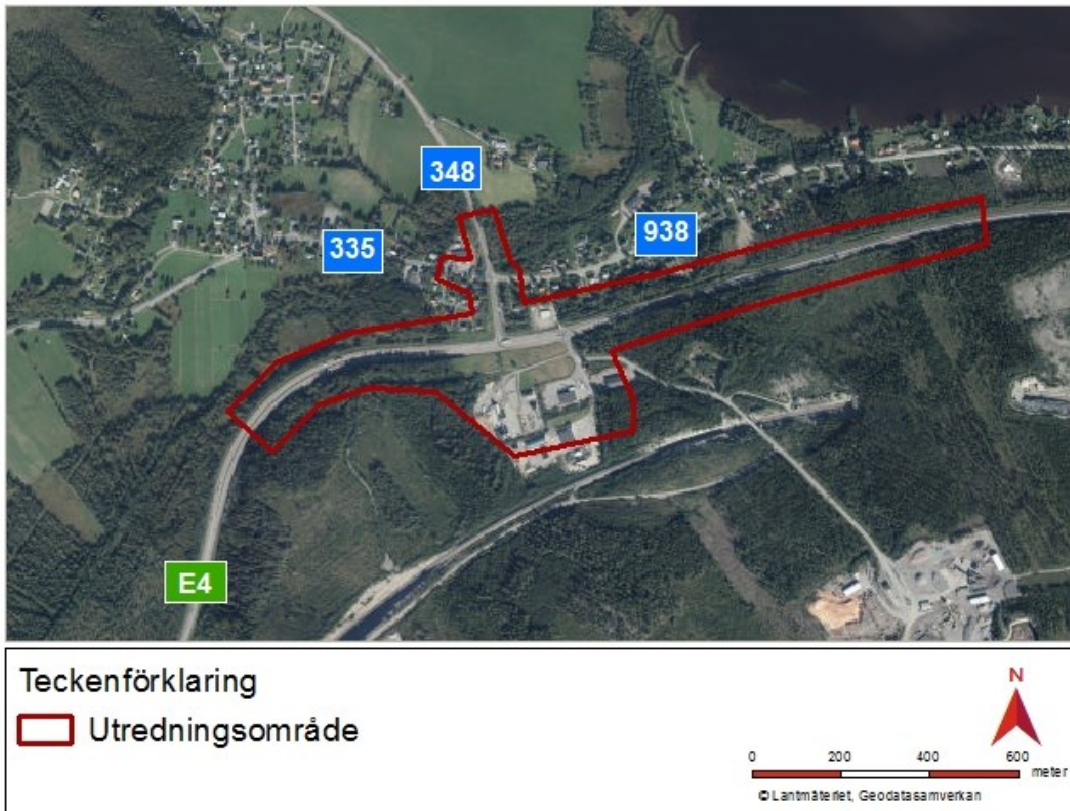 348
335
938
E4
Teckenförklaring
Utredningsområde
N
0 200 400 600
meter
© Lantmäteriet, Geodatasamverkan